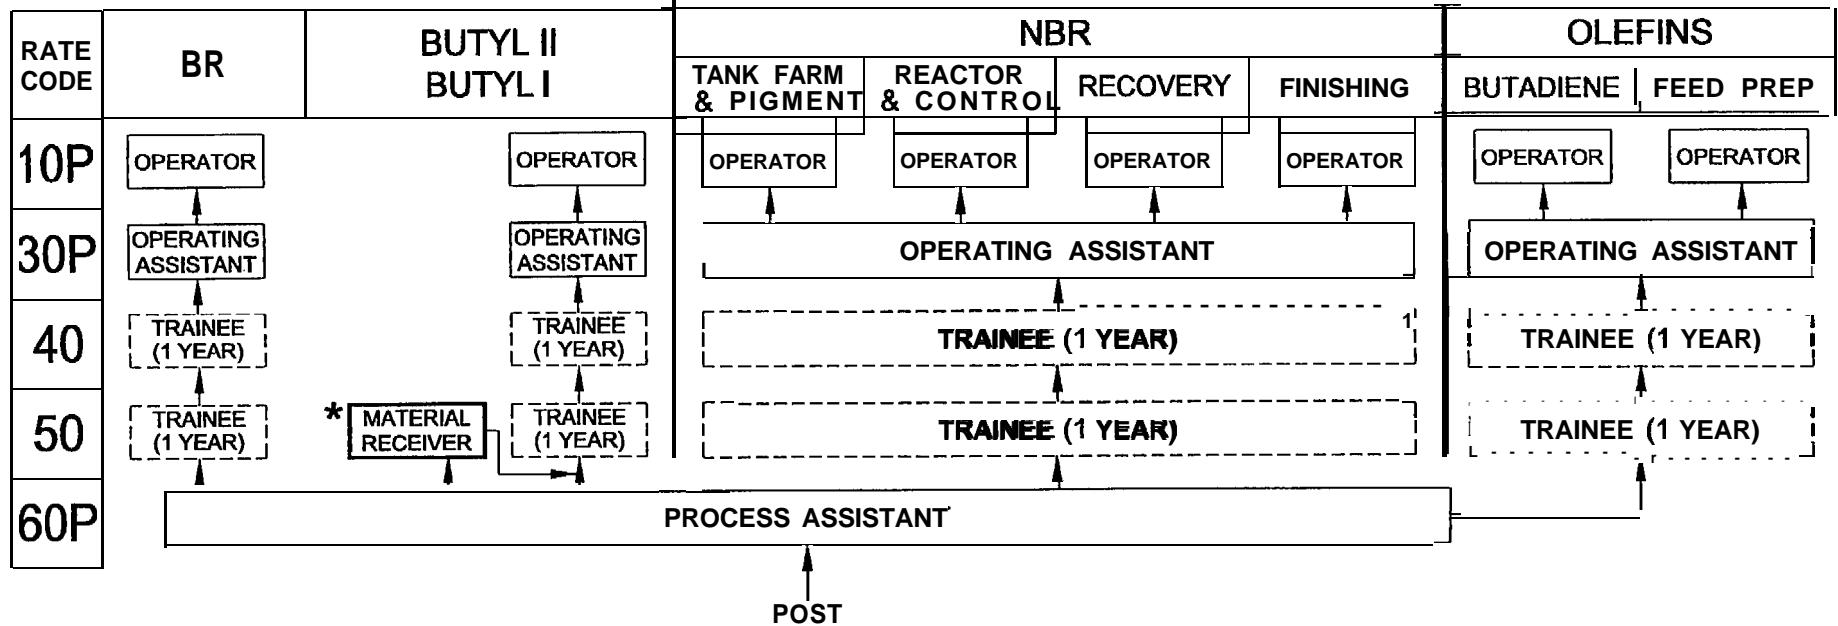 RATE
CODE
BR
BUTYL II
BUTYL I
NBR
OLEFINS
TANK FARM
& PIGMENT
REACTOR
& CONTROL
RECOVERY
FINISHING
BUTADIENE
FEED PREP
10P
OPERATOR
OPERATOR
OPERATOR
OPERATOR
OPERATOR
OPERATOR
OPERATOR
OPERATOR
30P
OPERATING
ASSISTANT
OPERATING
ASSISTANT
OPERATING ASSISTANT
OPERATING ASSISTANT
40
TRAINEE
(1 YEAR)
TRAINEE
(1 YEAR)
TRAINEE (1 YEAR)
1
TRAINEE (1 YEAR)
50
TRAINEE
(1 YEAR)
* MATERIAL
RECEIVER
TRAINEE
(1 YEAR)
TRAINEE (1 YEAR)
TRAINEE (1 YEAR)
60P
PROCESS ASSISTANT
POST